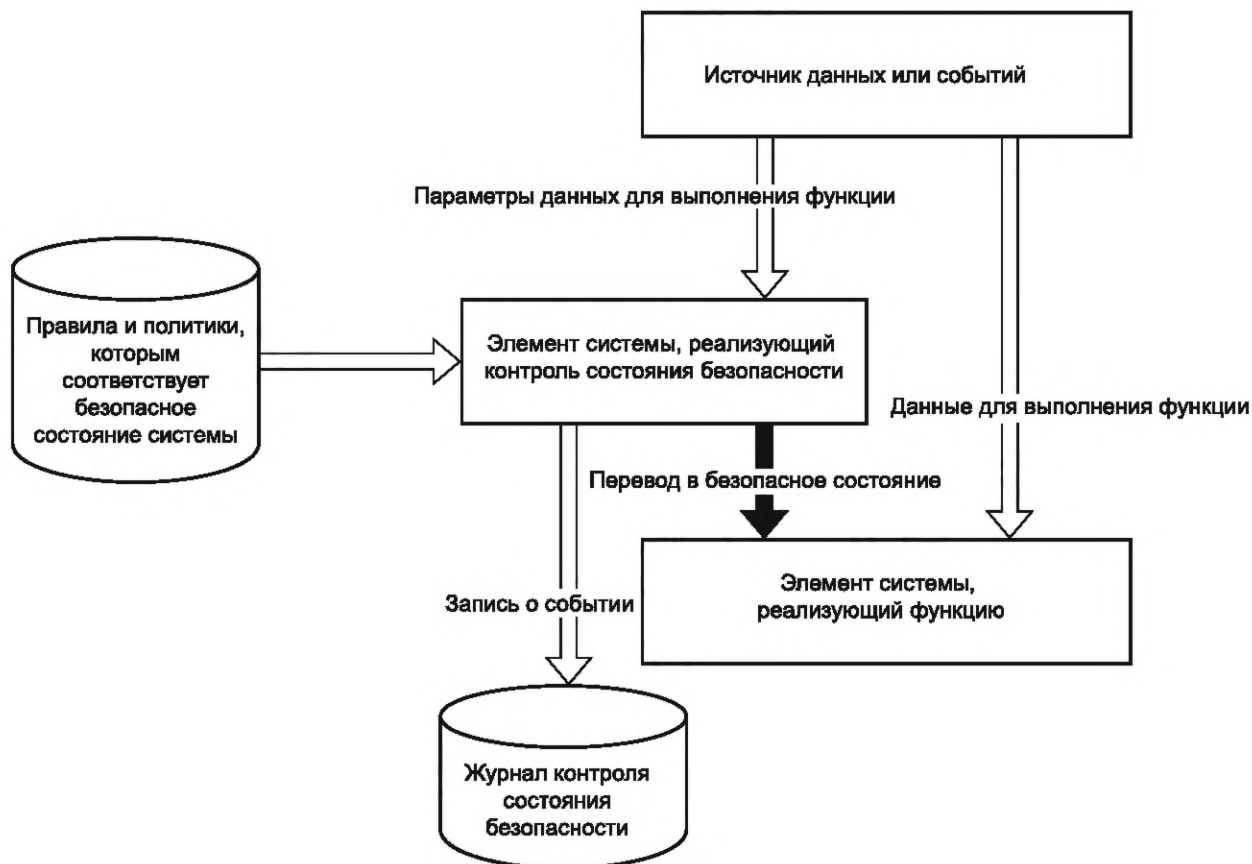 Источник данных или событий
Параметры данных для выполнения функции
Правила и политики,
которым
соответствует
безопасное
состояние системы
Элемент системы, реализующий
контроль состояния безопасности
Данные для выполнения функции
Перевод в безопасное состояние
Элемент системы,
реализующий функцию
Запись о событии
Журнал контроля
состояния
безопасности